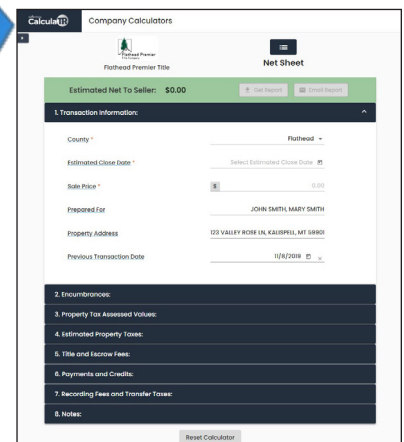 CalculatR
Company Calculators
Flathead Premier
Flathead Premier Title
Net Sheet
Estimated Net To Seller: $0.00
Get Report
Email Report
1. Transaction Information:
County * Flathead
Estimated Close Date * Select Estimated Close Date
Sale Price * $ 0.00
Prepared For JOHN SMITH, MARY SMITH
Property Address 123 VALLEY ROSE LN, KALISPELL, MT 59901
Previous Transaction Date 11/8/2019
2. Encumbrances:
3. Property Tax Assessed Values:
4. Estimated Property Taxes:
5. Title and Escrow Fees:
6. Payments and Credits:
7. Recording Fees and Transfer Taxes:
8. Notes:
Reset Calculator